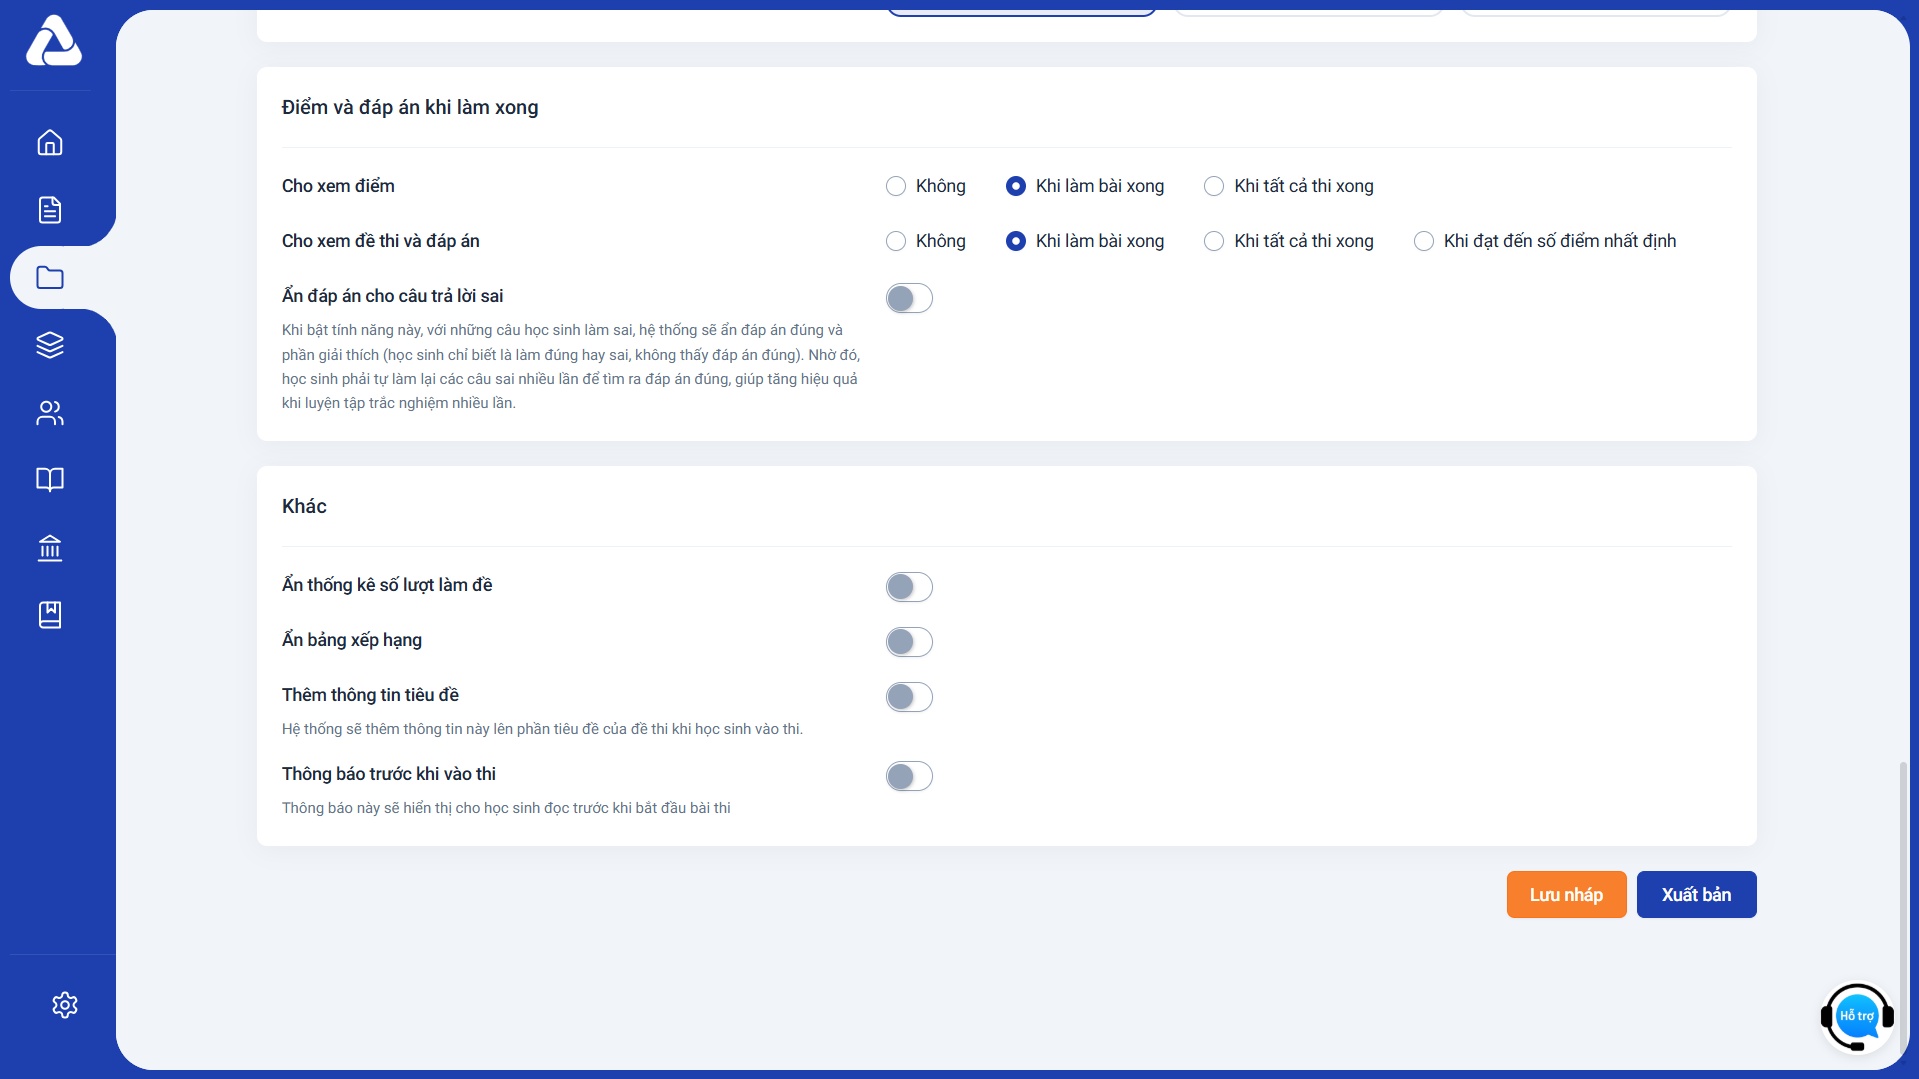 Điểm và đáp án khi làm xong
Cho xem điểm
Không
Khi làm bài xong
Khi tất cả thi xong
Cho xem đề thi và đáp án
Không
Khi làm bài xong
Khi tất cả thi xong
Khi đạt đến số điểm nhất định
Ẩn đáp án cho câu trả lời sai
Khi bật tính năng này, với những câu học sinh làm sai, hệ thống sẽ ẩn đáp án đúng và
phần giải thích (học sinh chỉ biết là làm đúng hay sai, không thấy đáp án đúng). Nhờ đó,
học sinh phải tự làm lại các câu sai nhiều lần để tìm ra đáp án đúng, giúp tăng hiệu quả
khi luyện tập trắc nghiệm nhiều lần.
Khác
Ẩn thống kê số lượt làm đề
Ẩn bảng xếp hạng
Thêm thông tin tiêu đề
Hệ thống sẽ thêm thông tin này lên phần tiêu đề của đề thi khi học sinh vào thi.
Thông báo trước khi vào thi
Thông báo này sẽ hiển thị cho học sinh đọc trước khi bắt đầu bài thi
Lưu nháp
Xuất bản
Hỗ trợ